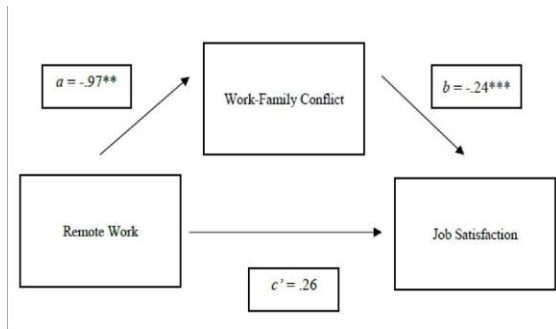 a = -.97**
Work-Family Conflict
b = -.24***
Remote Work
Job Satisfaction
c' = .26